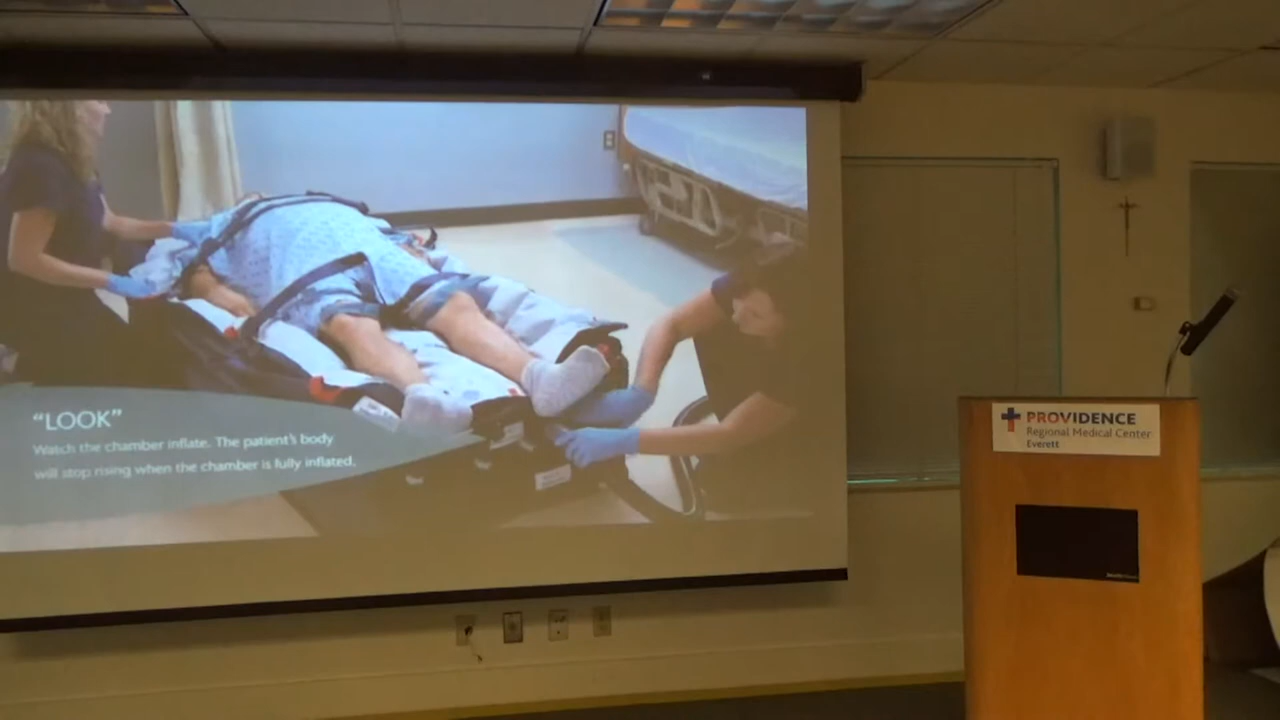 “LOOK”
Watch the chamber inflate. The patient's body
will stop rising when the chamber is fully inflated.
PROVIDENCE
Regional Medical Center
Everett